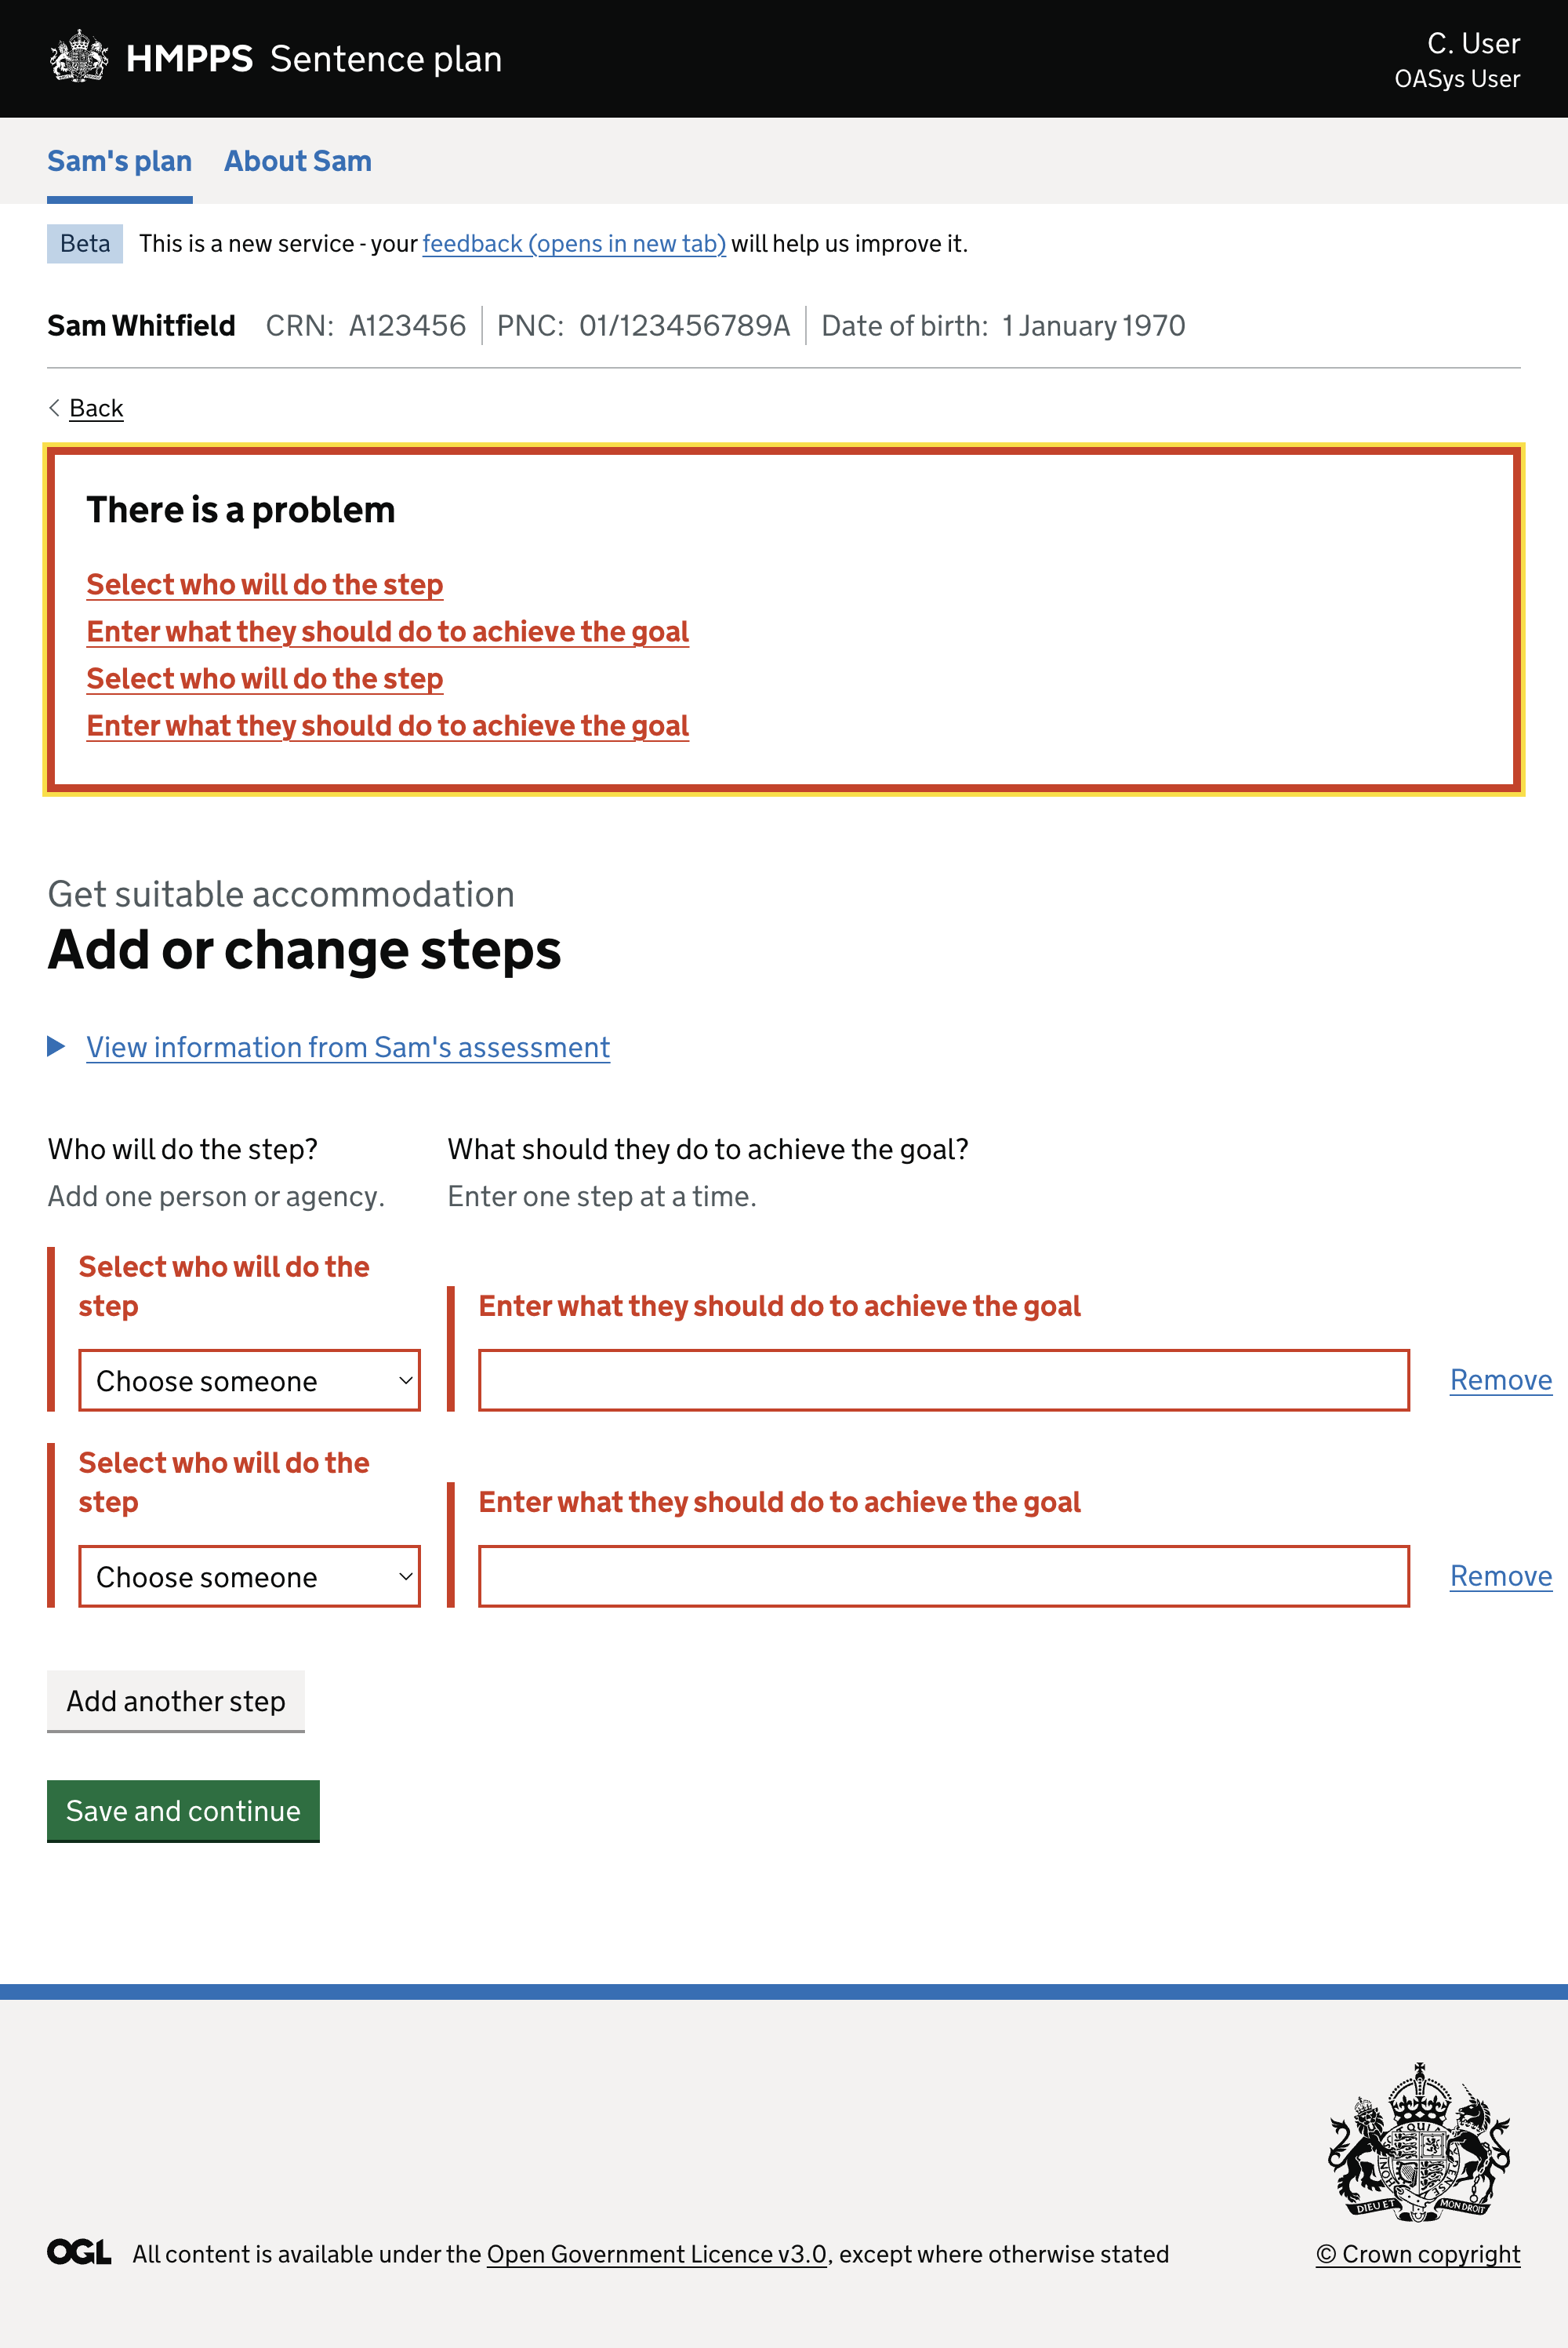 HMPPS Sentence plan
C. User
OASys User
Sam's plan About Sam
Beta This is a new service - your feedback (opens in new tab) will help us improve it.
Sam Whitfield CRN: A123456 PNC: 01/123456789A Date of birth: 1 January 1970
Back
There is a problem
Select who will do the step
Enter what they should do to achieve the goal
Select who will do the step
Enter what they should do to achieve the goal
Get suitable accommodation
Add or change steps
View information from Sam's assessment
Who will do the step? What should they do to achieve the goal?
Add one person or agency. Enter one step at a time.
Select who will do the
step
Enter what they should do to achieve the goal
Choose someone
Remove
Select who will do the
step
Enter what they should do to achieve the goal
Choose someone
Remove
Add another step
Save and continue
DIEU ET MON DROIT
OGL All content is available under the Open Government Licence v3.0, except where otherwise stated
© Crown copyright